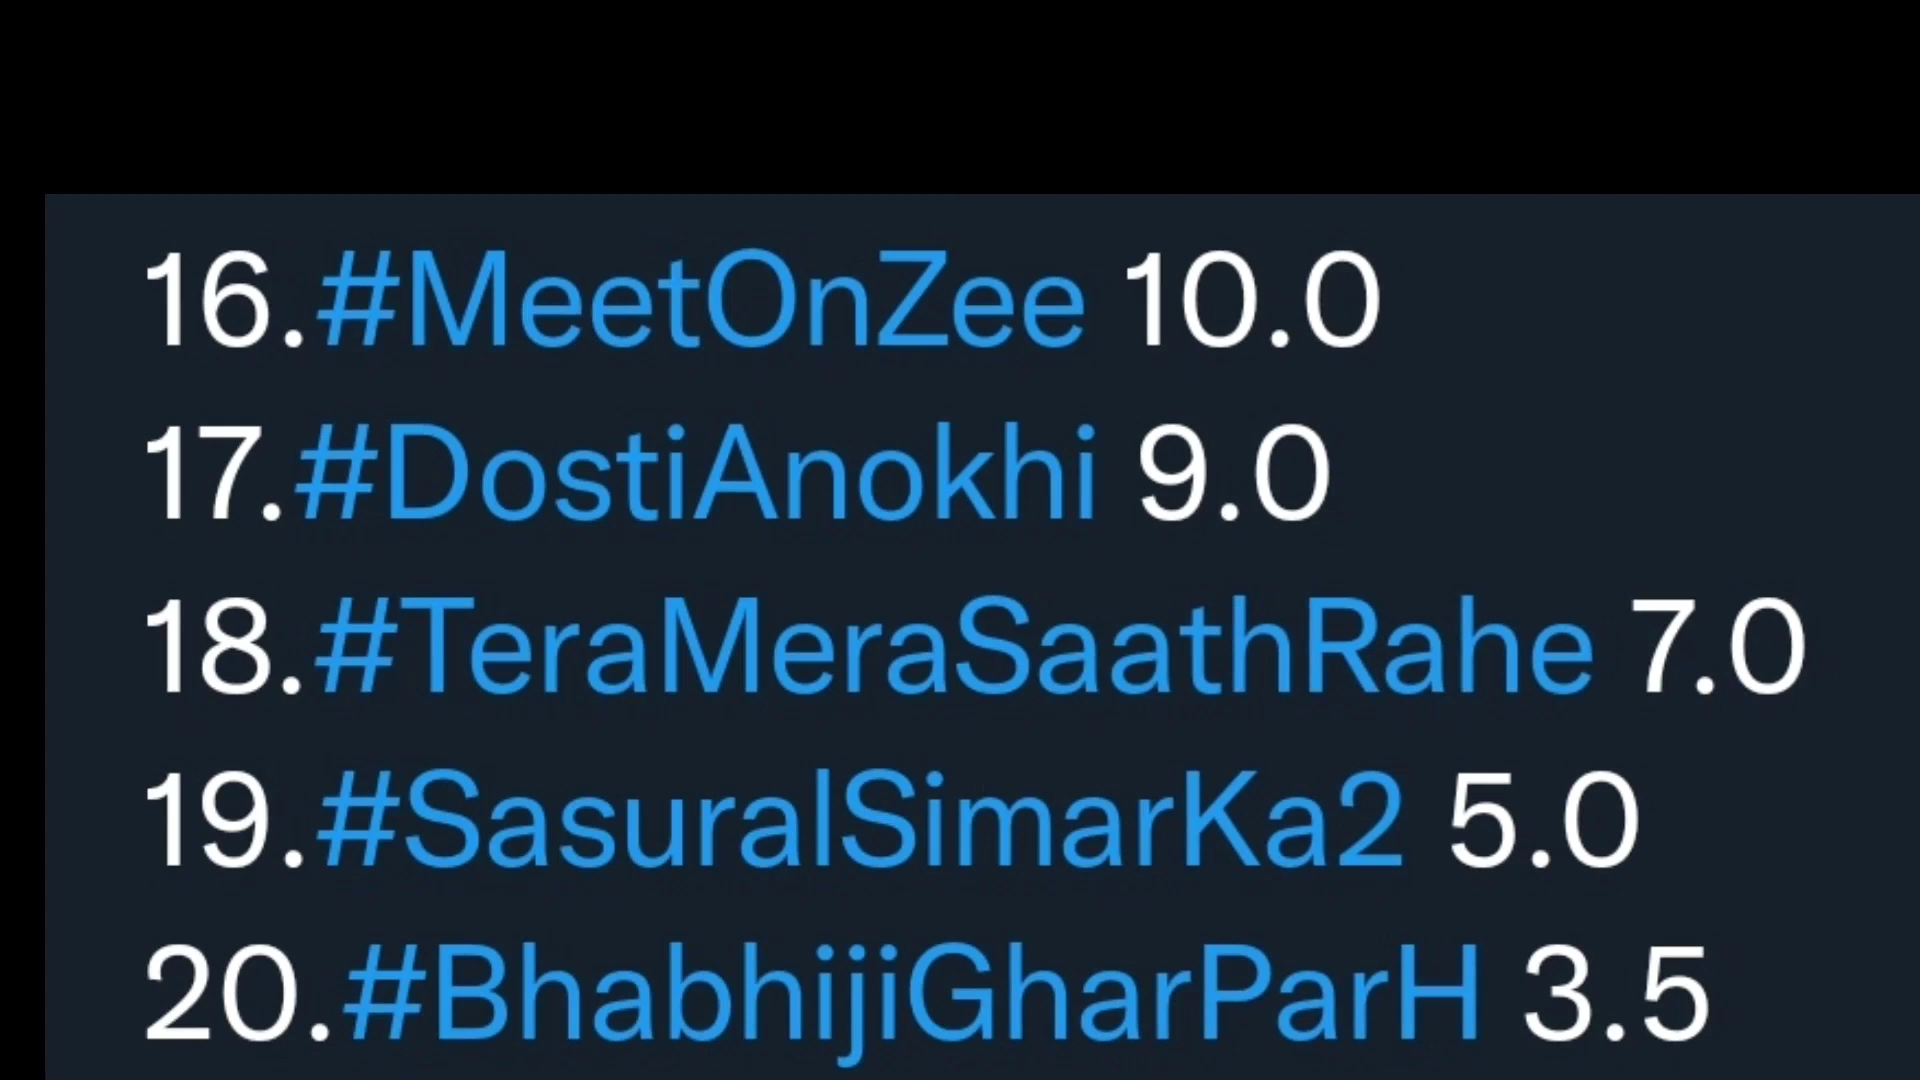 16.#MeetOnZee 10.0
17.#DostiAnokhi 9.0
18.#TeraMeraSaathRahe 7.0
19.#SasuralSimarKa2 5.0
20.#BhabhijiGharParH 3.5